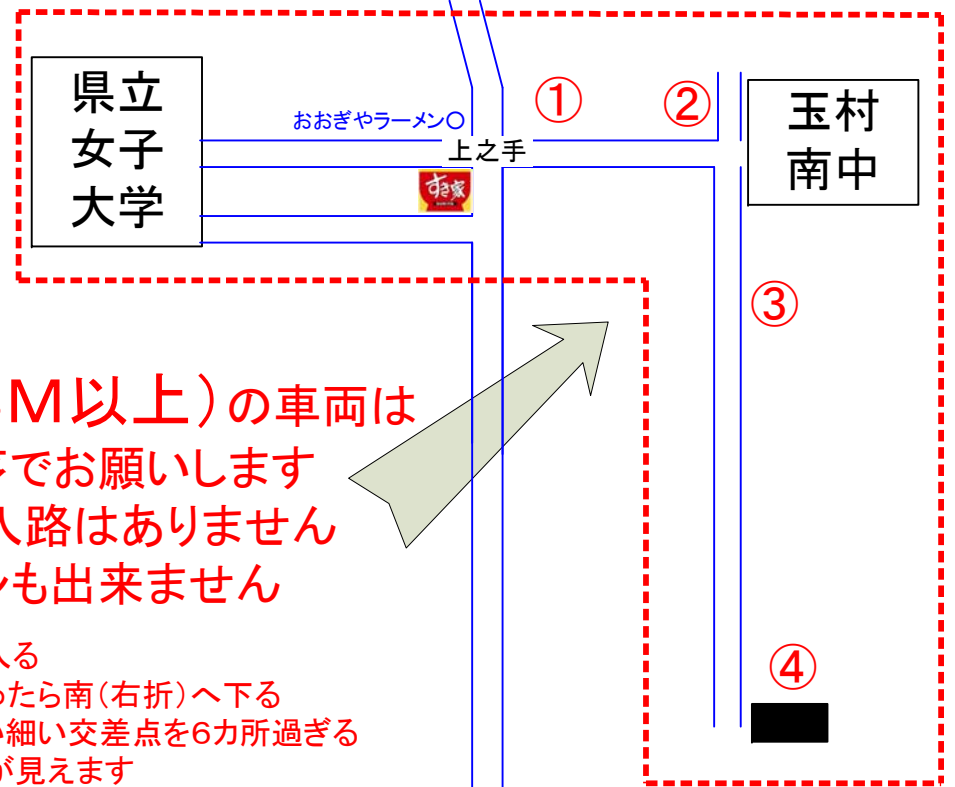 県立
女子
大学
おおぎやラーメン○
上之手
すき家
①
②
玉村
南中
③
M以上)の車両は
でお願いします
入路はありません
ンも出来ません
入る
ったら南(右折)へ下る
い細い交差点を6カ所過ぎる
が見えます
④